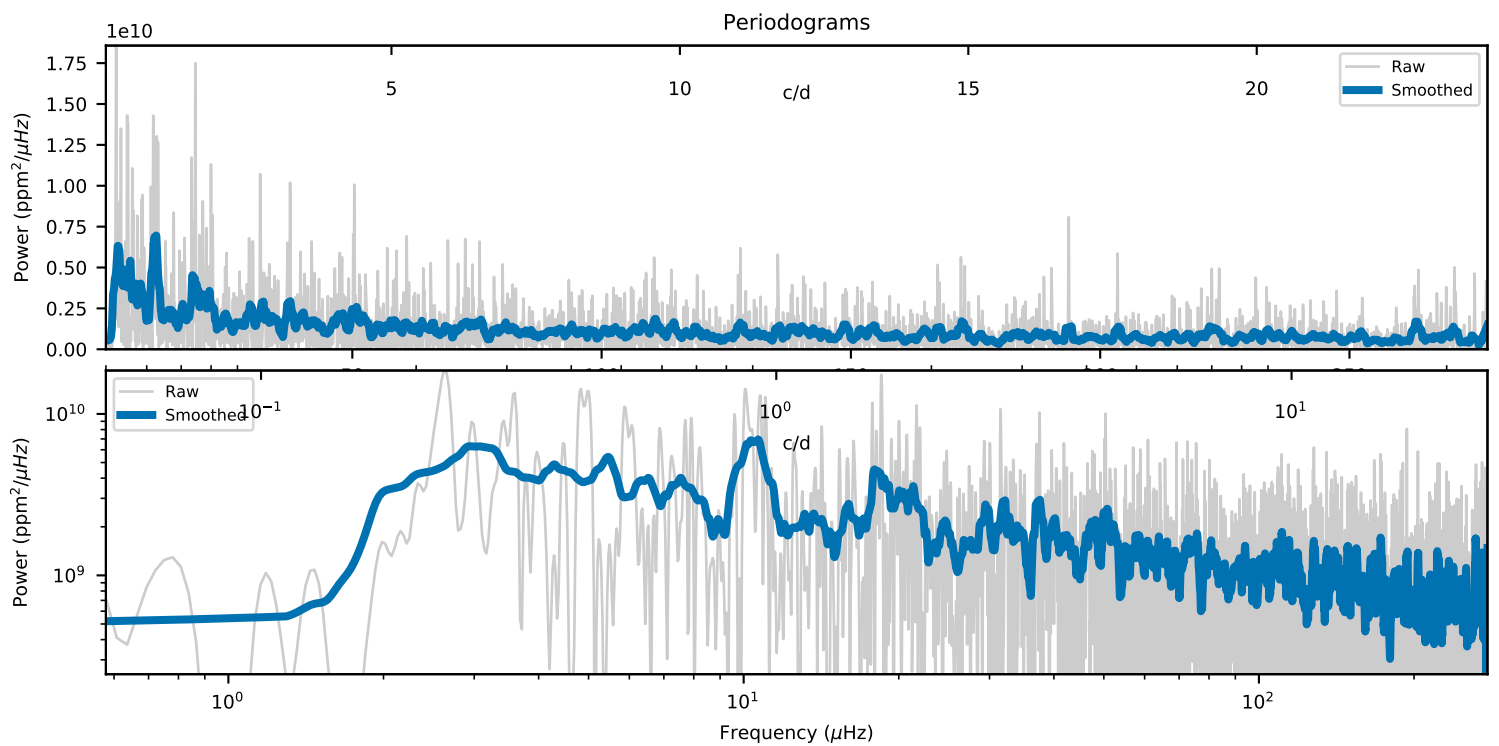 Periodograms
1e10
1.75
1.50
1.25
1.00
0.75
0.50
0.25
0.00
Power (ppm²/μHz)
5 10 15 20
c/d
Raw
Smoothed
Raw
Smoothed
10⁻¹ 10⁰ 10¹
c/d
10¹⁰
10⁹
Power (ppm²/μHz)
10⁰ 10¹ 10²
Frequency (μHz)